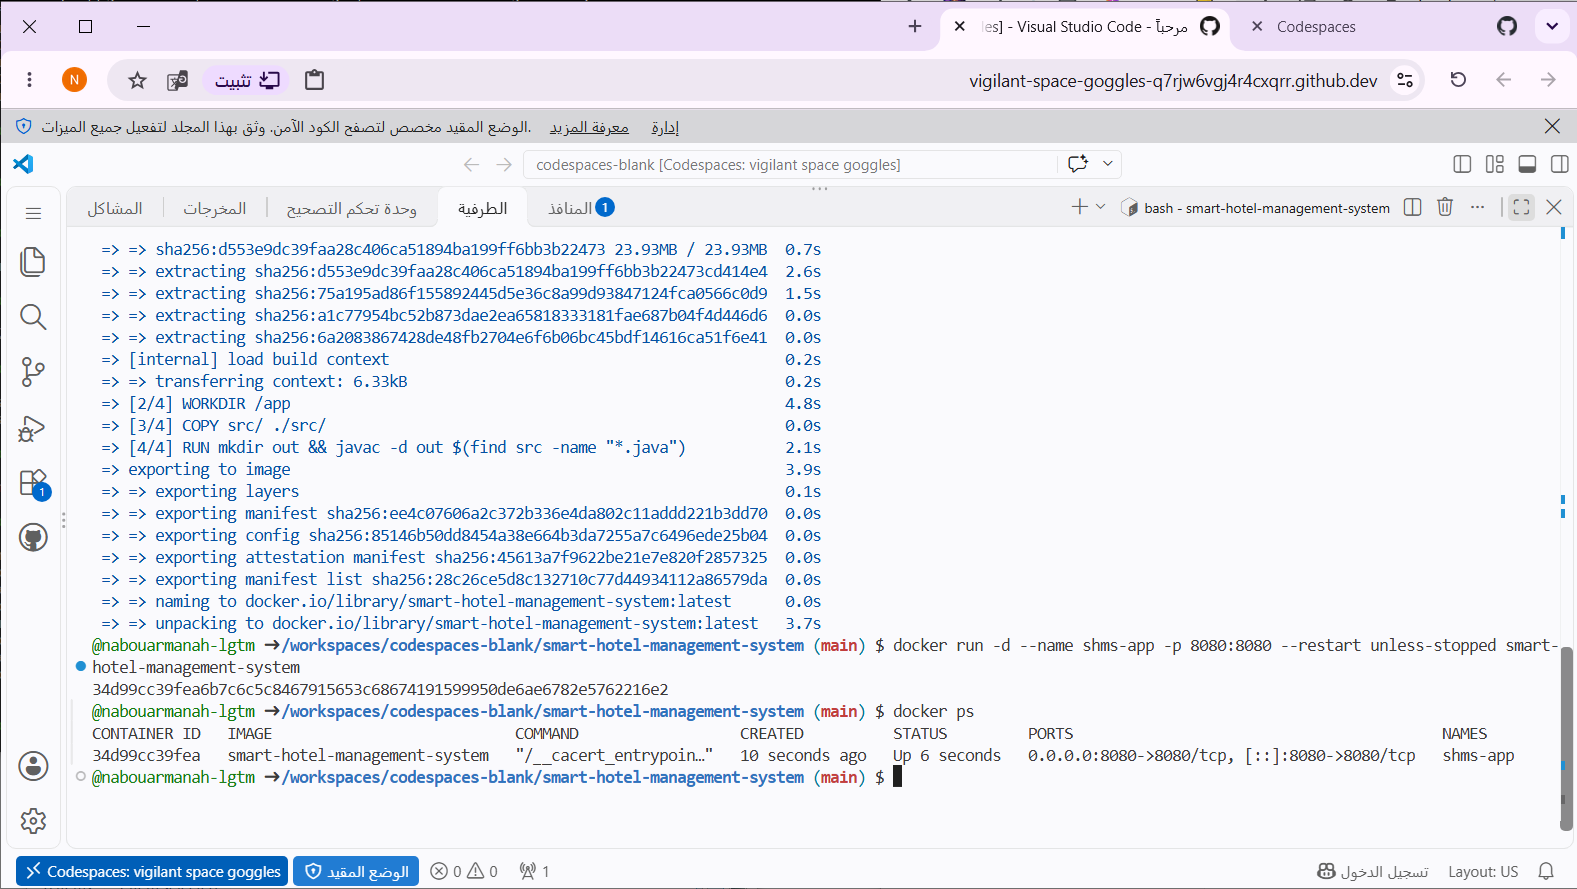 les] - Visual Studio Code - مرحباً
Codespaces
N
تثبيت
vigilant-space-goggles-q7rjw6vgj4r4cxqrr.github.dev
الوضع المقيد مخصص لتصفح الكود الآمن. وثق بهذا المجلد لتفعيل جميع الميزات. معرفة المزيد إدارة
codespaces-blank [Codespaces: vigilant space goggles]
المشاكل
المخرجات
وحدة تحكم التصحيح
الطرفية
المنافذ 1
bash - smart-hotel-management-system
=> => sha256:d553e9dc39faa28c406ca51894ba199ff6bb3b22473 23.93MB / 23.93MB 0.7s
=> => extracting sha256:d553e9dc39faa28c406ca51894ba199ff6bb3b22473cd414e4 2.6s
=> => extracting sha256:75a195ad86f155892445d5e36c8a99d93847124fca0566c0d9 1.5s
=> => extracting sha256:a1c77954bc52b873dae2ea65818333181fae687b04f4d446d6 0.0s
=> => extracting sha256:6a2083867428de48fb2704e6f6b06bc45bdf14616ca51f6e41 0.0s
=> [internal] load build context 0.2s
=> => transferring context: 6.33kB 0.2s
=> [2/4] WORKDIR /app 4.8s
=> [3/4] COPY src/ ./src/ 0.0s
=> [4/4] RUN mkdir out && javac -d out $(find src -name "*.java") 2.1s
=> exporting to image 3.9s
=> => exporting layers 0.1s
=> => exporting manifest sha256:ee4c07606a2c372b336e4da802c11addd221b3dd70 0.0s
=> => exporting config sha256:85146b50dd8454a38e664b3da7255a7c6496ede25b04 0.0s
=> => exporting attestation manifest sha256:45613a7f9622be21e7e820f2857325 0.0s
=> => exporting manifest list sha256:28c26ce5d8c132710c77d44934112a86579da 0.0s
=> => naming to docker.io/library/smart-hotel-management-system:latest 0.0s
=> => unpacking to docker.io/library/smart-hotel-management-system:latest 3.7s
@nabouarmanah-lgtm ➜/workspaces/codespaces-blank/smart-hotel-management-system (main) $ docker run -d --name shms-app -p 8080:8080 --restart unless-stopped smart-
hotel-management-system
34d99cc39fea6b7c6c5c8467915653c68674191599950de6ae6782e5762216e2
@nabouarmanah-lgtm ➜/workspaces/codespaces-blank/smart-hotel-management-system (main) $ docker ps
CONTAINER ID IMAGE COMMAND CREATED STATUS PORTS NAMES
34d99cc39fea smart-hotel-management-system "/__cacert_entrypoin…" 10 seconds ago Up 6 seconds 0.0.0.0:8080->8080/tcp, [::]:8080->8080/tcp shms-app
@nabouarmanah-lgtm ➜/workspaces/codespaces-blank/smart-hotel-management-system (main) $
1
Codespaces: vigilant space goggles
الوضع المقيد
0 0
1
تسجيل الدخول
Layout: US